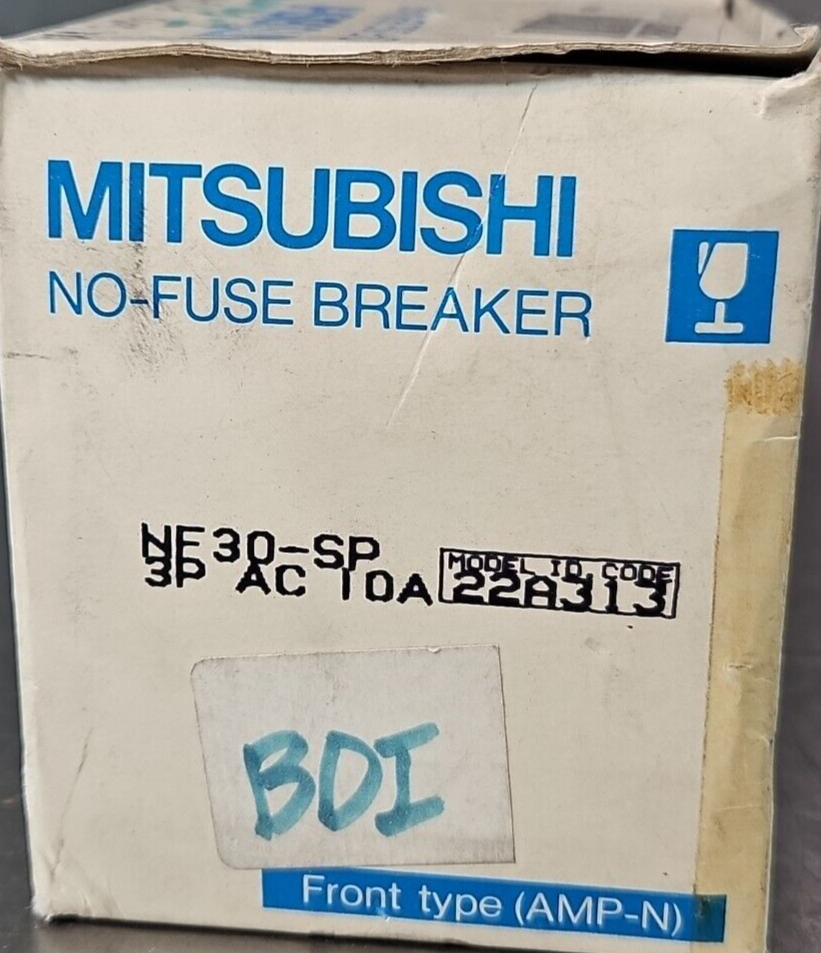 MITSUBISHI
NO-FUSE BREAKER
NF30-SP
3P AC 10A
MODEL ID CODE
22A313
BDI
Front type (AMP-N)